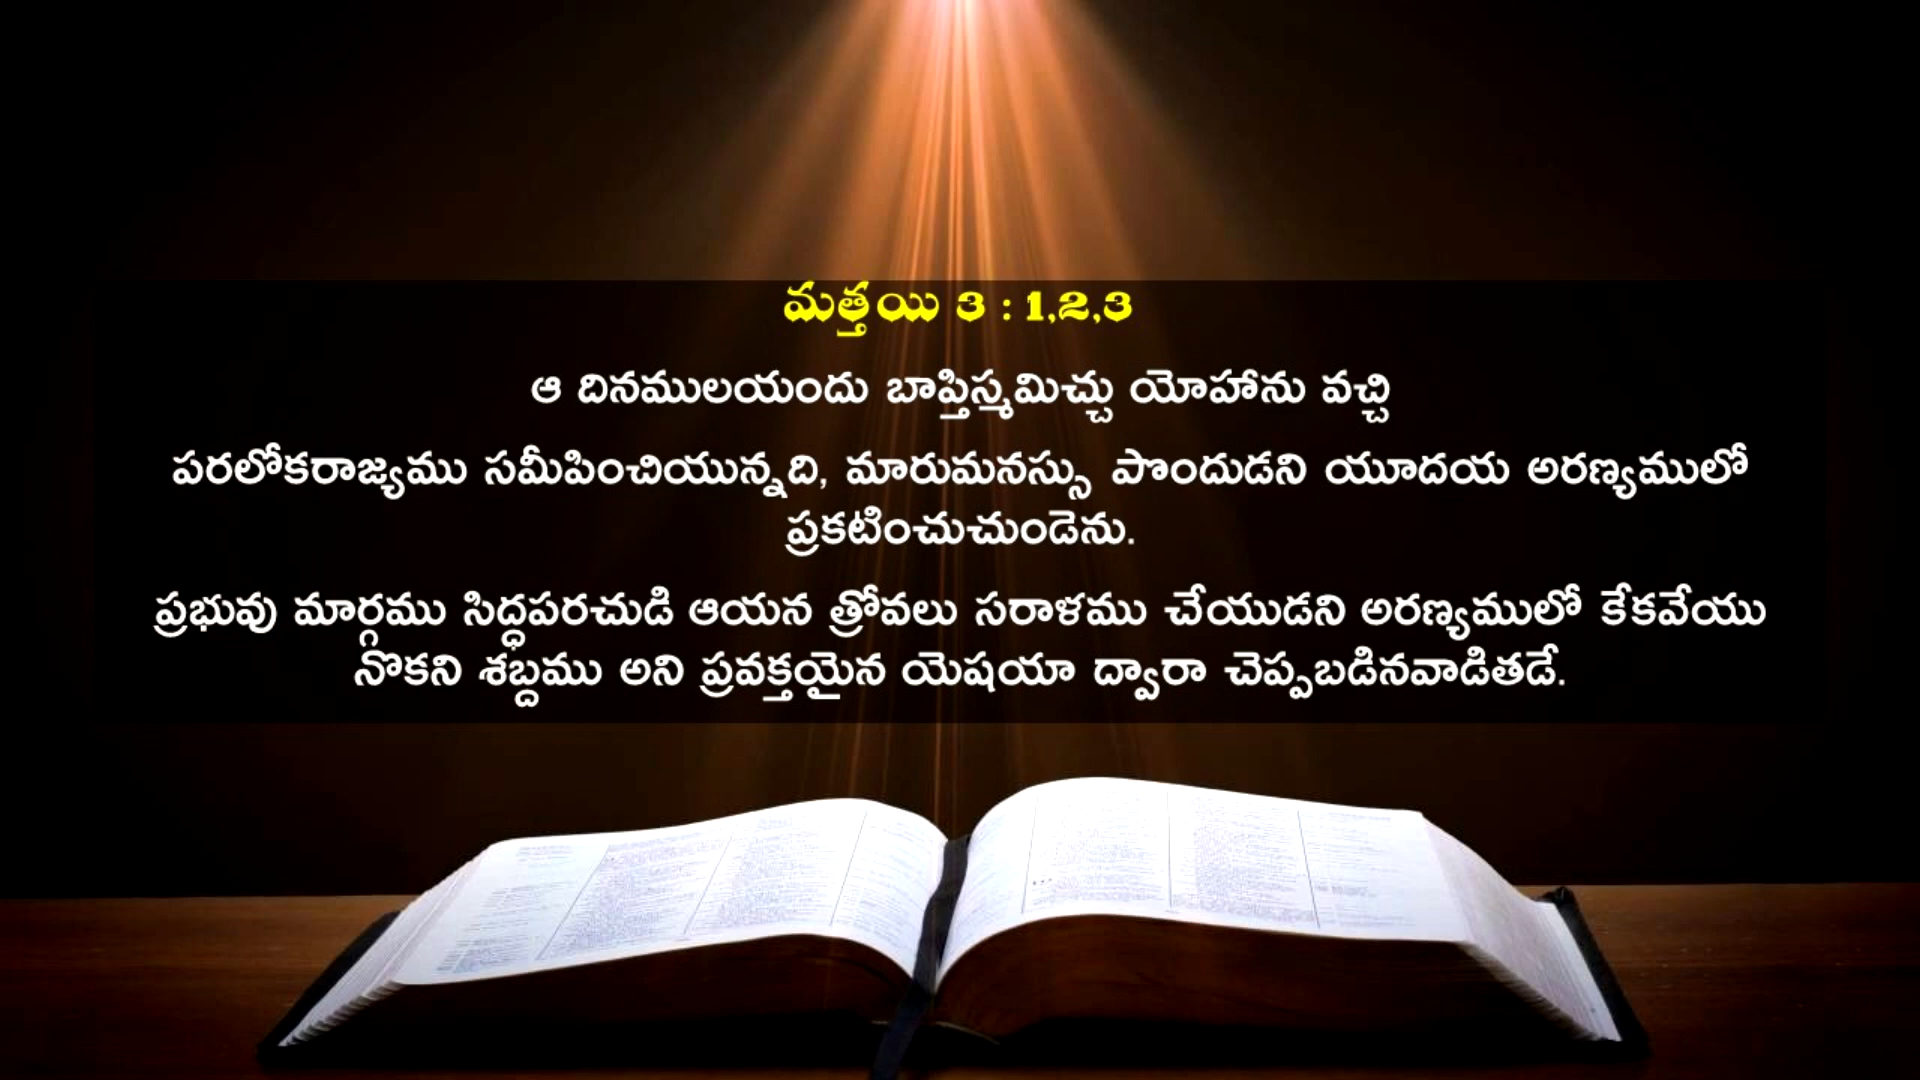 మత్తయి 3 : 1,2,3
ఆ దినములయందు బాప్తిస్మమిచ్చు యోహాను వచ్చి
పరలోకరాజ్యము సమీపించియున్నది, మారుమనస్సు పొందుడని యూదయ అరణ్యములో
ప్రకటించుచుండెను.
ప్రభువు మార్గము సిద్ధపరచుడి ఆయన త్రోవలు సరాళము చేయుడని అరణ్యములో కేకవేయు
నొకని శబ్దము అని ప్రవక్తయైన యెషయా ద్వారా చెప్పబడినవాడితడే.